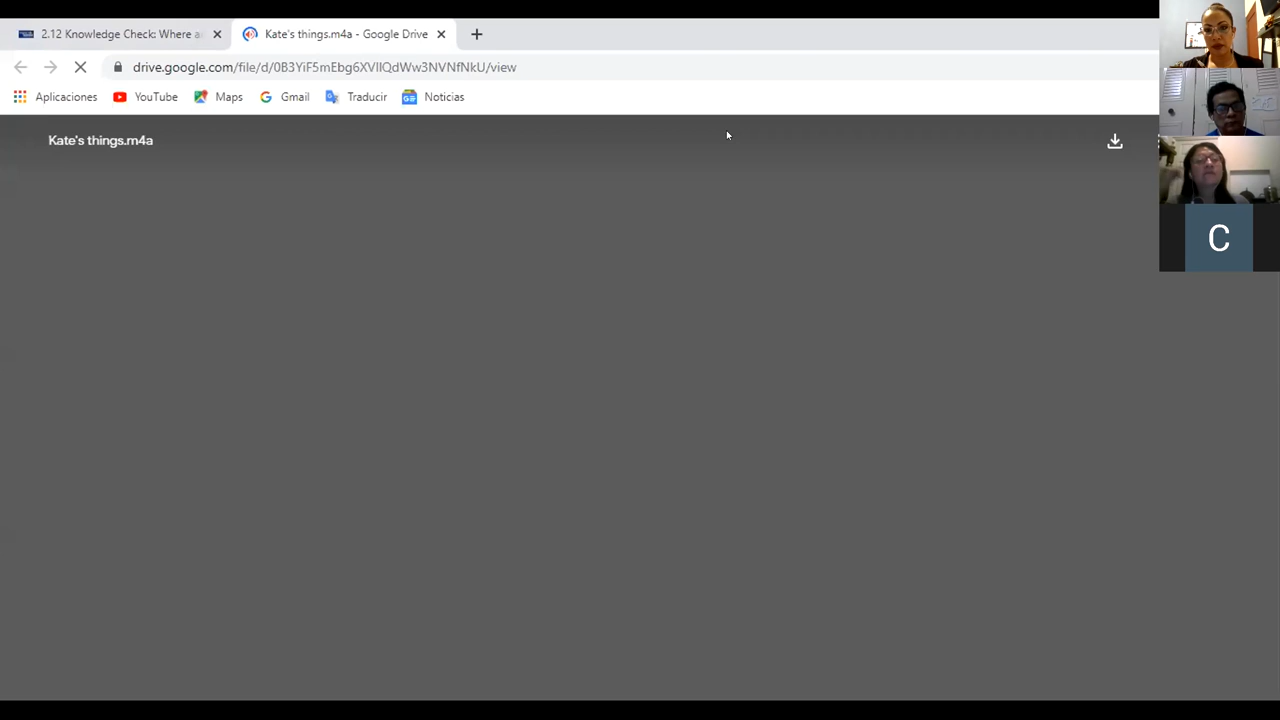 2.12 Knowledge Check: Where a
Kate's things.m4a - Google Drive
drive.google.com/file/d/0B3YiF5mEbg6XVllQdWw3NVNfNkU/view
Aplicaciones YouTube Maps Gmail Traducir Noticias
Kate's things.m4a
C